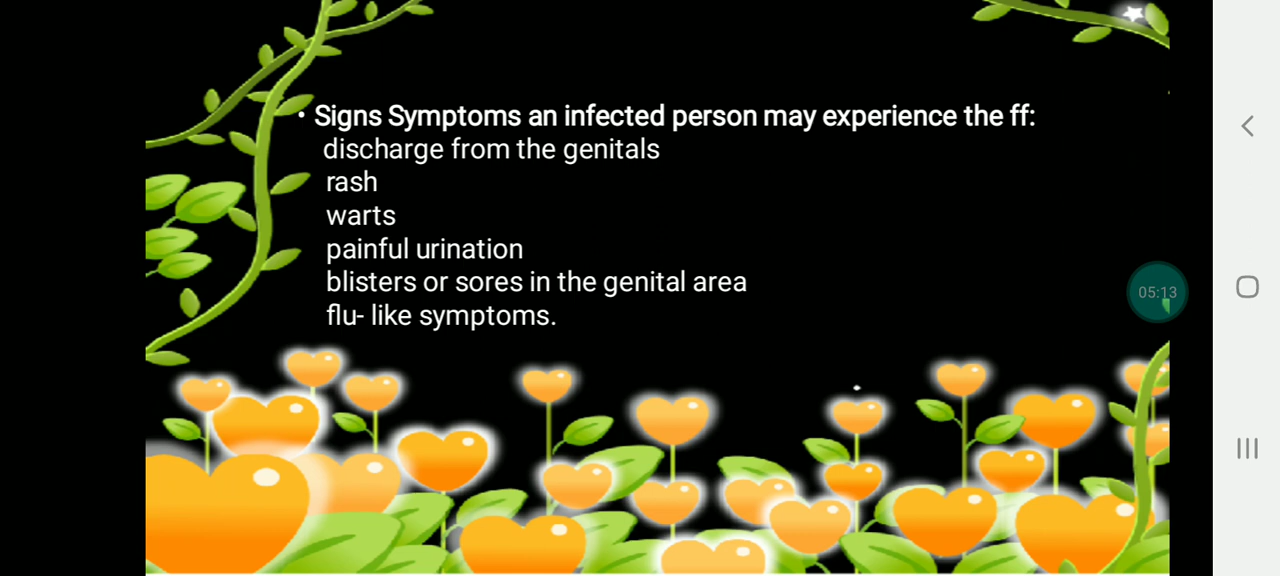 • Signs Symptoms an infected person may experience the ff:
discharge from the genitals
rash
warts
painful urination
blisters or sores in the genital area
flu- like symptoms.
05:13